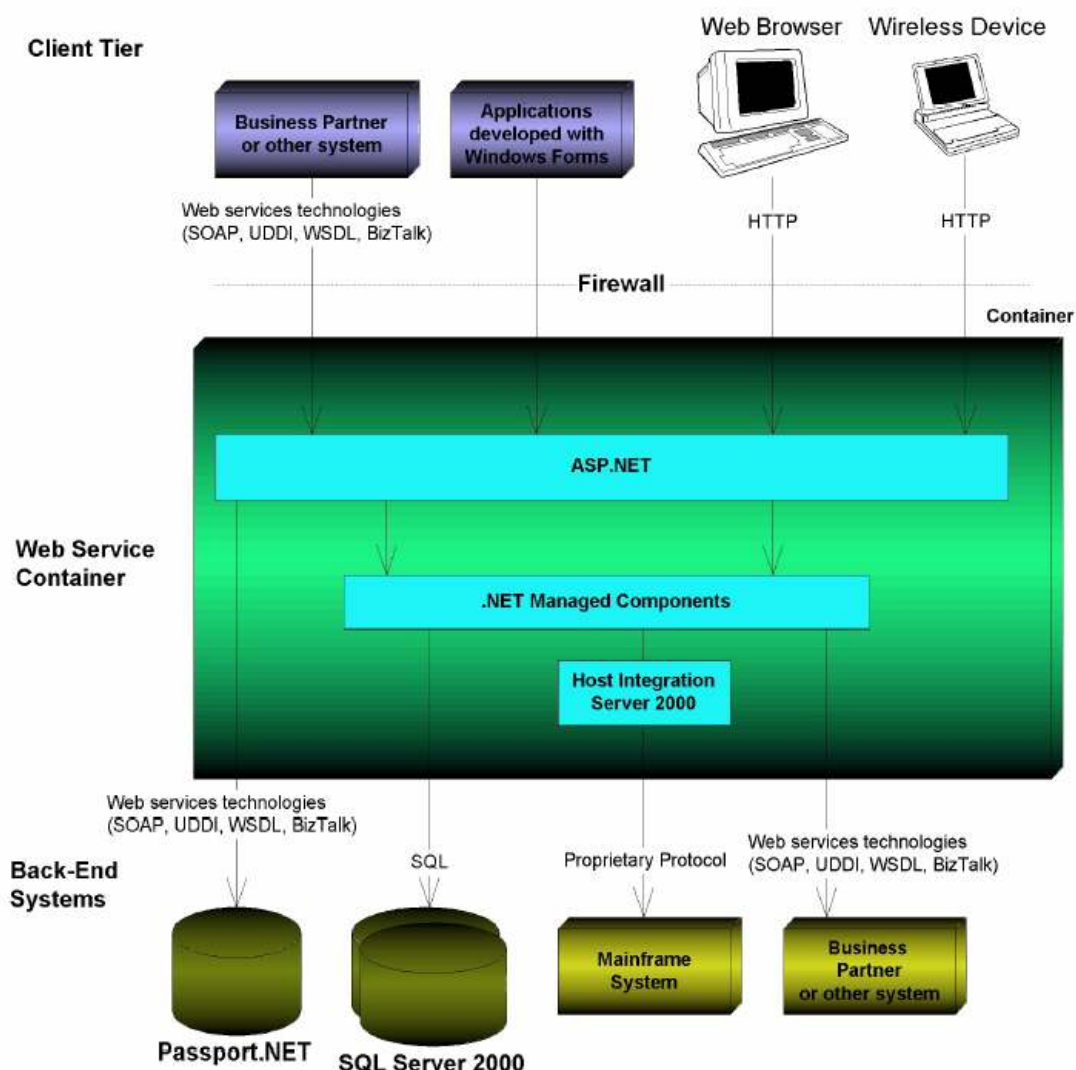 Client Tier
Web Browser
Wireless Device
Business Partner
or other system
Applications
developed with
Windows Forms
Web services technologies
(SOAP, UDDI, WSDL, BizTalk)
HTTP
HTTP
Firewall
Container
ASP.NET
Web Service
Container
.NET Managed Components
Host Integration
Server 2000
Web services technologies
(SOAP, UDDI, WSDL, BizTalk)
SQL
Proprietary Protocol
Web services technologies
(SOAP, UDDI, WSDL, BizTalk)
Back-End
Systems
Mainframe
System
Business
Partner
or other system
Passport.NET
SQL Server 2000